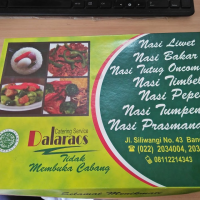 Nasi Liwet
Nasi Bakar
Nasi Tutug Oncom
Nasi Timbel
Nasi Pepes
Nasi Tumpeng
Nasi Prasmanan
Catering Service
Dalaraos
Tidak
Membuka Cabang
Jl. Siliwangi No. 43
(022) 2034004,
08112214343